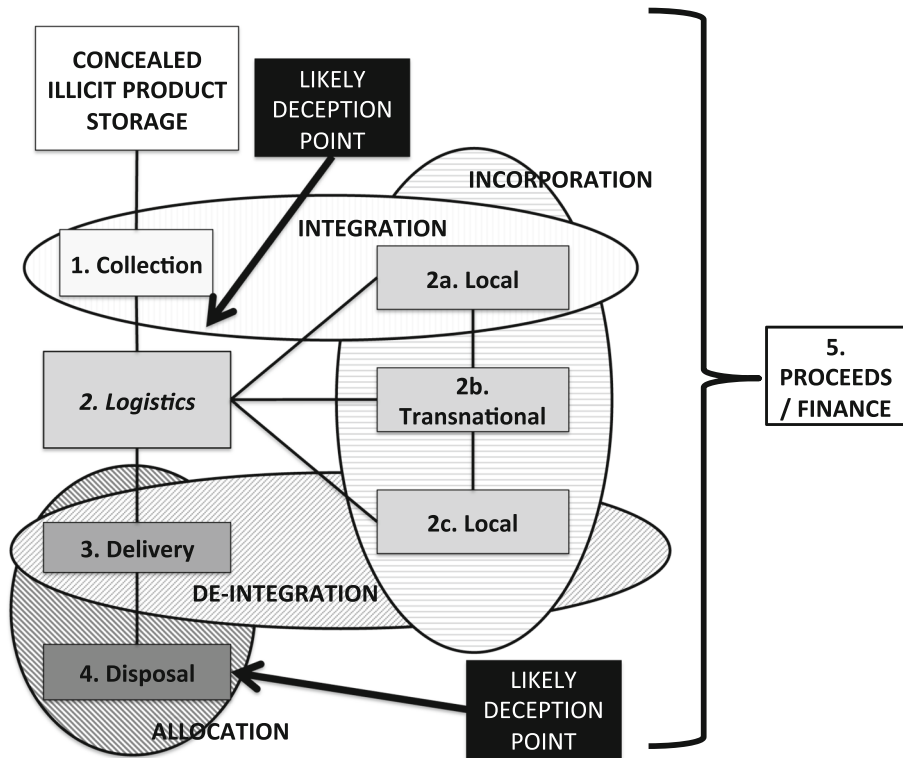 CONCEALED
ILLICIT PRODUCT
STORAGE
LIKELY
DECEPTION
POINT
INCORPORATION
INTEGRATION
1. Collection
2a. Local
2. Logistics
2b.
Transnational
5.
PROCEEDS
/ FINANCE
2c. Local
3. Delivery
DE-INTEGRATION
4. Disposal
LIKELY
DECEPTION
POINT
ALLOCATION